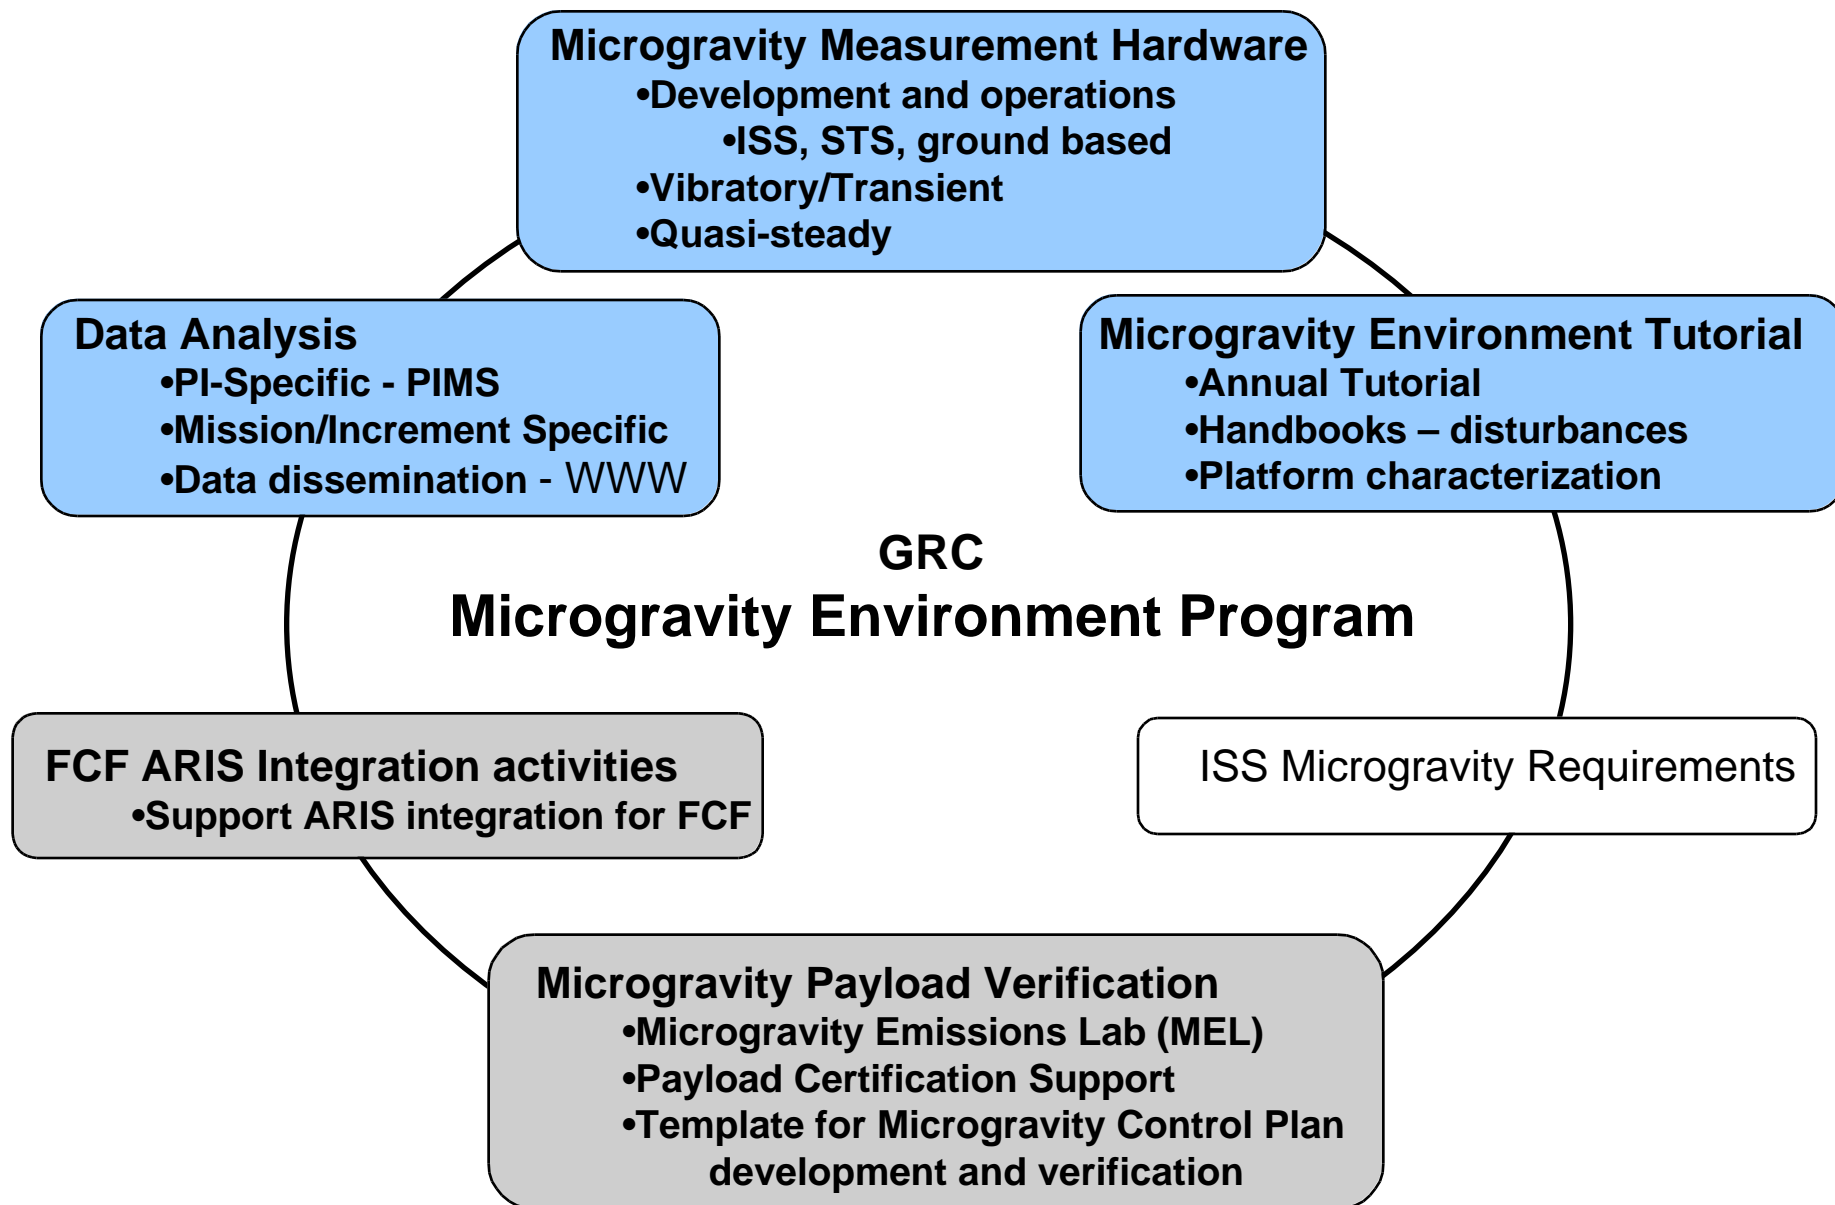 Microgravity Measurement Hardware
•Development and operations
•ISS, STS, ground based
•Vibratory/Transient
•Quasi-steady
Data Analysis
•PI-Specific - PIMS
•Mission/Increment Specific
•Data dissemination - WWW
Microgravity Environment Tutorial
•Annual Tutorial
•Handbooks – disturbances
•Platform characterization
GRC
Microgravity Environment Program
FCF ARIS Integration activities
•Support ARIS integration for FCF
ISS Microgravity Requirements
Microgravity Payload Verification
•Microgravity Emissions Lab (MEL)
•Payload Certification Support
•Template for Microgravity Control Plan
development and verification